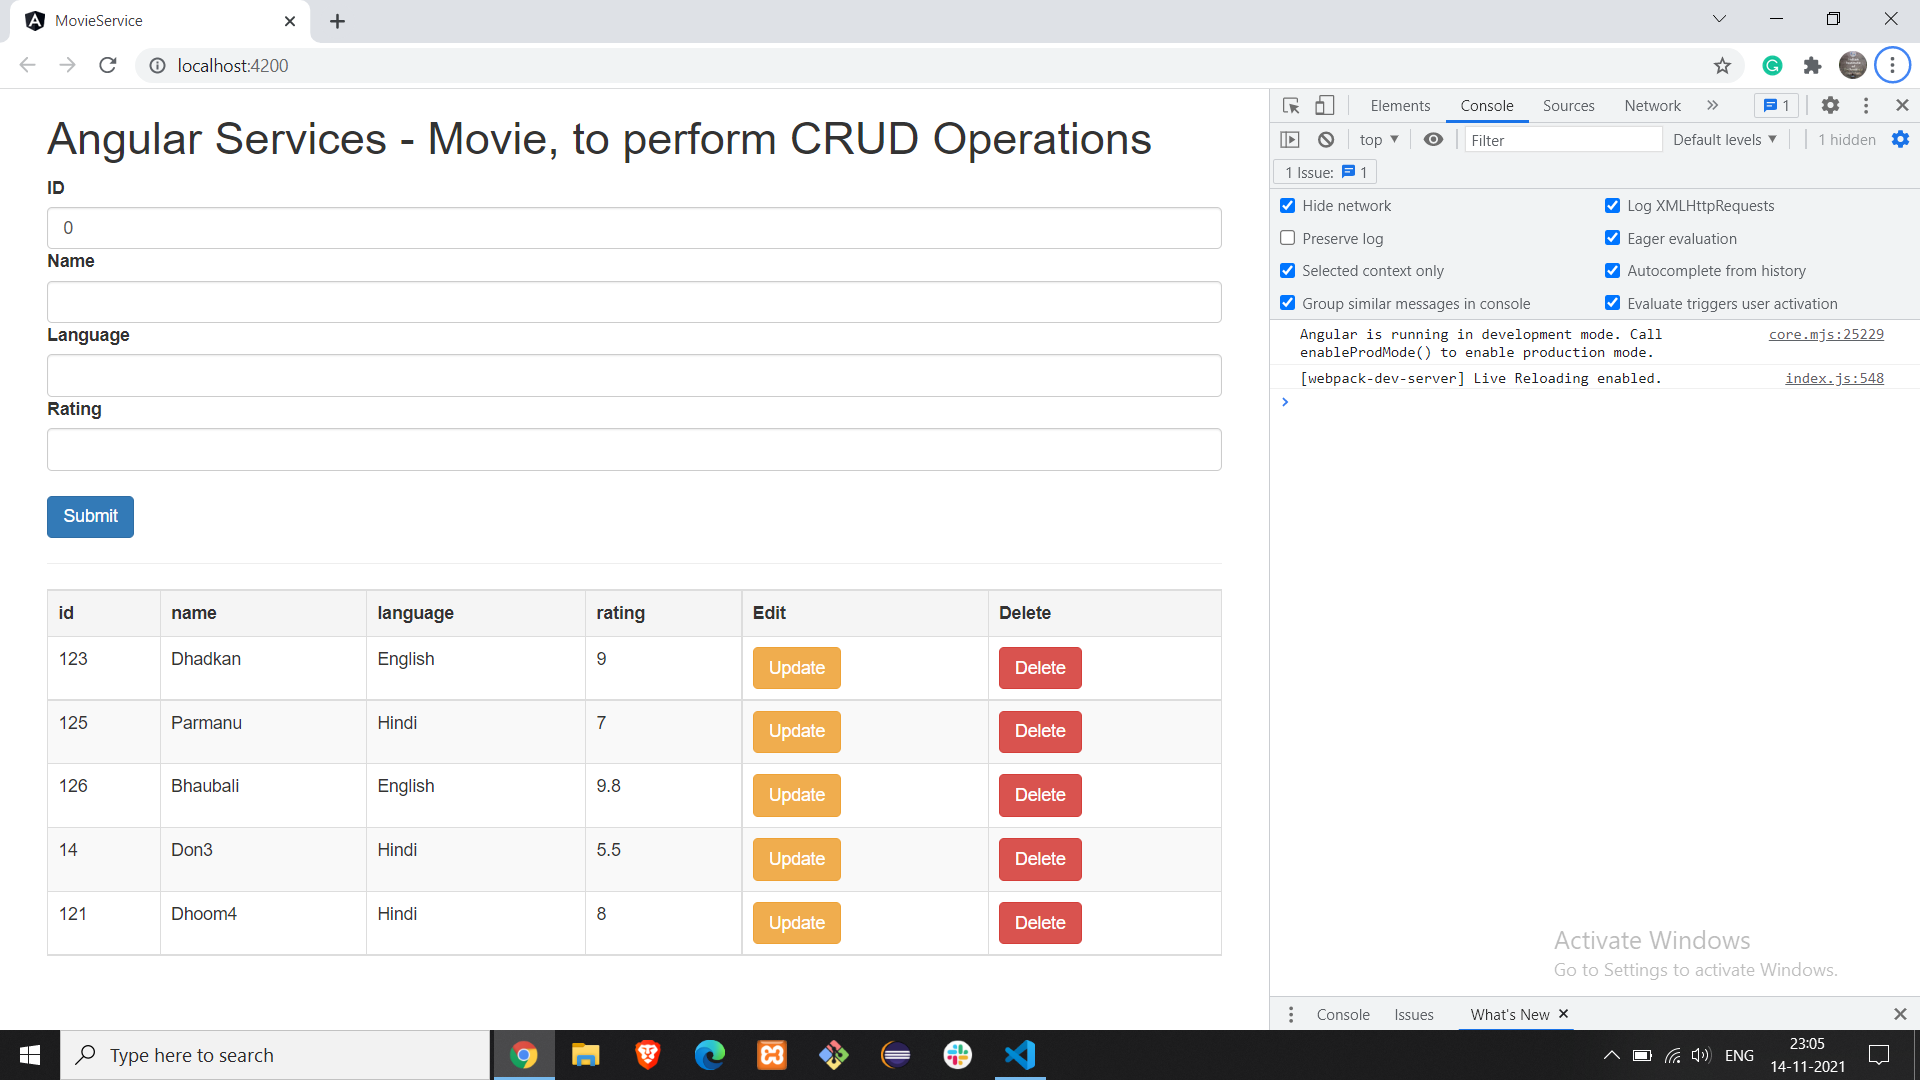 MovieService
localhost:4200
Angular Services - Movie, to perform CRUD Operations
ID
0
Name
Language
Rating
Submit
id name language rating Edit Delete
123 Dhadkan English 9 Update Delete
125 Parmanu Hindi 7 Update Delete
126 Bhaubali English 9.8 Update Delete
14 Don3 Hindi 5.5 Update Delete
121 Dhoom4 Hindi 8 Update Delete
Elements Console Sources Network 1
top Filter Default levels 1 hidden
1 Issue: 1
Hide network Log XMLHttpRequests
Preserve log Eager evaluation
Selected context only Autocomplete from history
Group similar messages in console Evaluate triggers user activation
Angular is running in development mode. Call core.mjs:25229
enableProdMode() to enable production mode.
[webpack-dev-server] Live Reloading enabled. index.js:548
Activate Windows
Go to Settings to activate Windows.
Console Issues What's New
Type here to search
ENG
23:05
14-11-2021